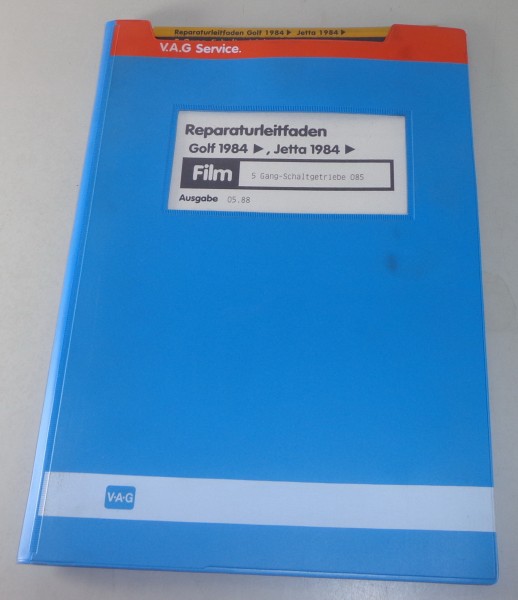 Reparaturleitfaden Golf 1984 ► Jetta 1984 ►
V.A.G Service.
Reparaturleitfaden
Golf 1984 ►, Jetta 1984 ►
Film 5 Gang-Schaltgetriebe 085
Ausgabe 05.88
V·A·G